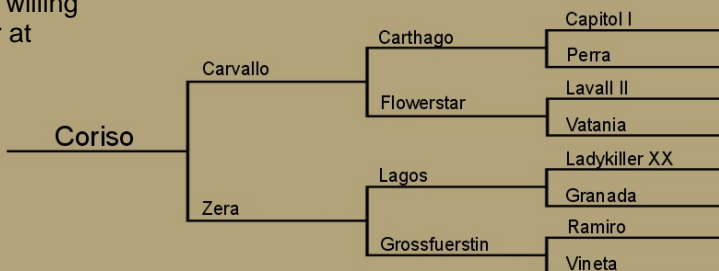 willing
at
Capitol I
Carthago
Perra
Carvallo
Lavall II
Flowerstar
Vatania
Coriso
Ladykiller XX
Lagos
Granada
Zera
Ramiro
Grossfuerstin
Vineta